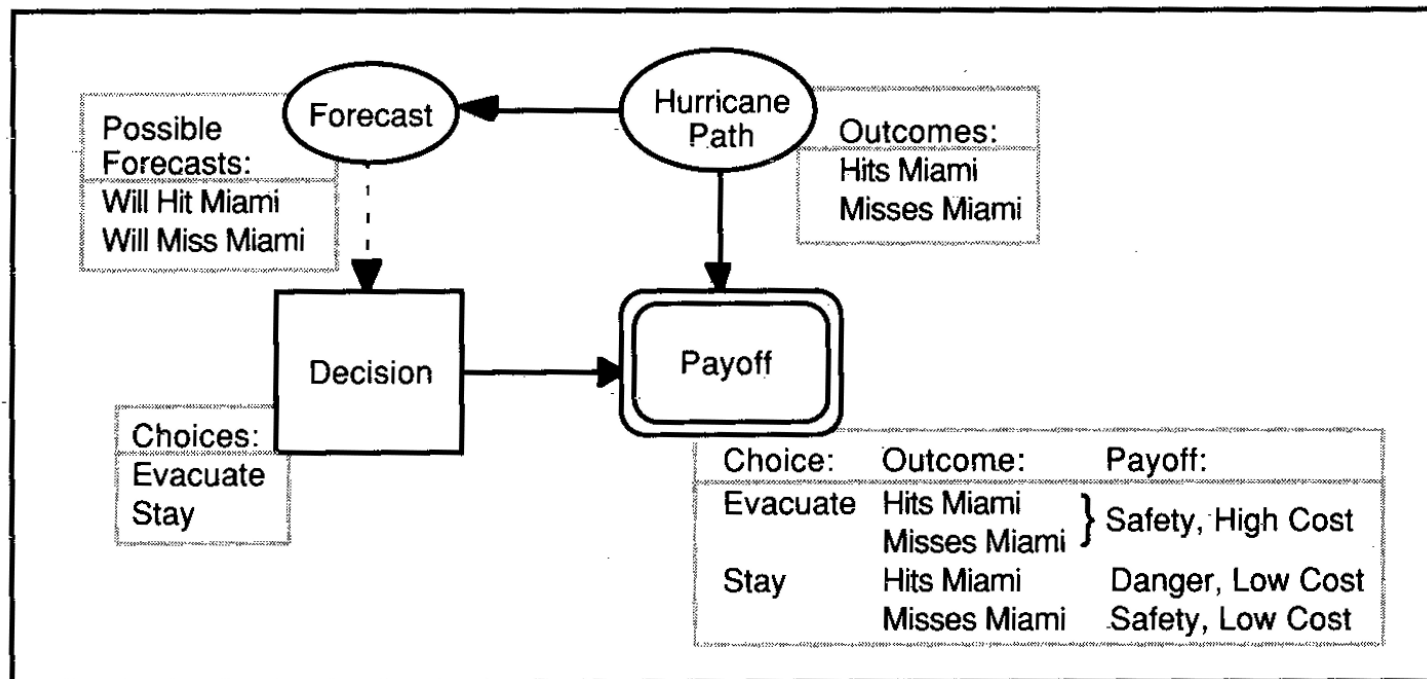 Forecast
Hurricane
Path
Possible
Forecasts:
Will Hit Miami
Will Miss Miami
Outcomes:
Hits Miami
Misses Miami
Decision
Payoff
Choices:
Evacuate
Stay
Choice: Outcome: Payoff:
Evacuate Hits Miami } Safety, High Cost
Misses Miami
Stay Hits Miami Danger, Low Cost
Misses Miami Safety, Low Cost